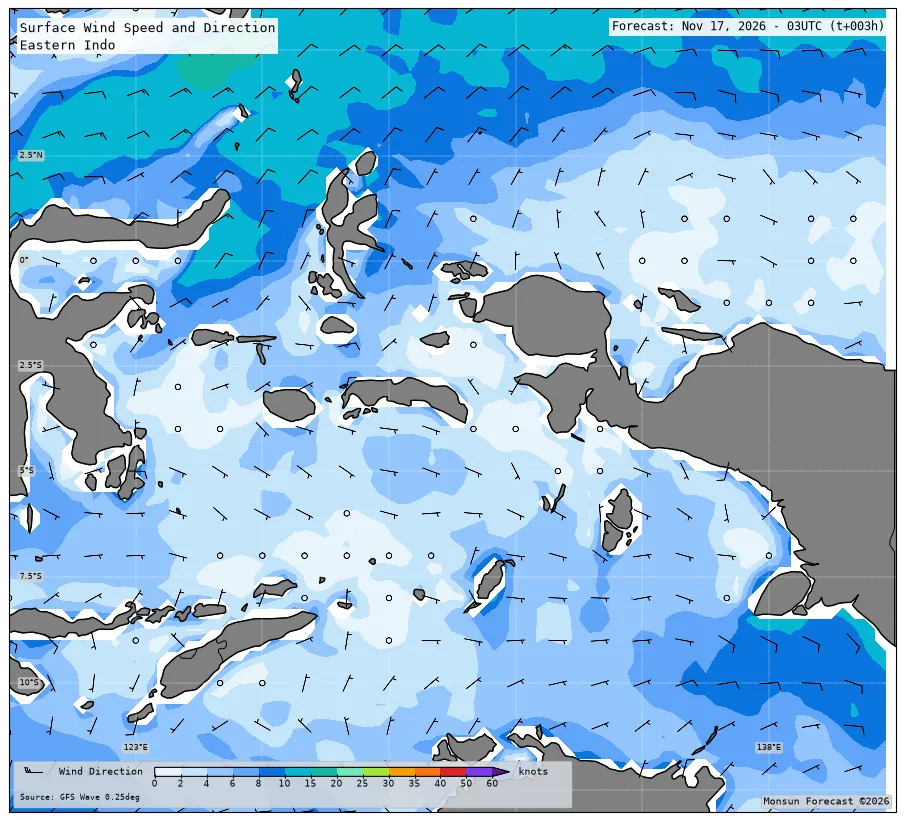 Surface Wind Speed and Direction
Eastern Indo
Forecast: Nov 17, 2026 - 03UTC (t+003h)
2.5°N
0°
2.5°S
5°S
7.5°S
10°S
123°E
138°E
Wind Direction
knots
0 2 4 6 8 10 15 20 25 30 35 40 50 60
Source: GFS Wave 0.25deg
Monsun Forecast ©2026